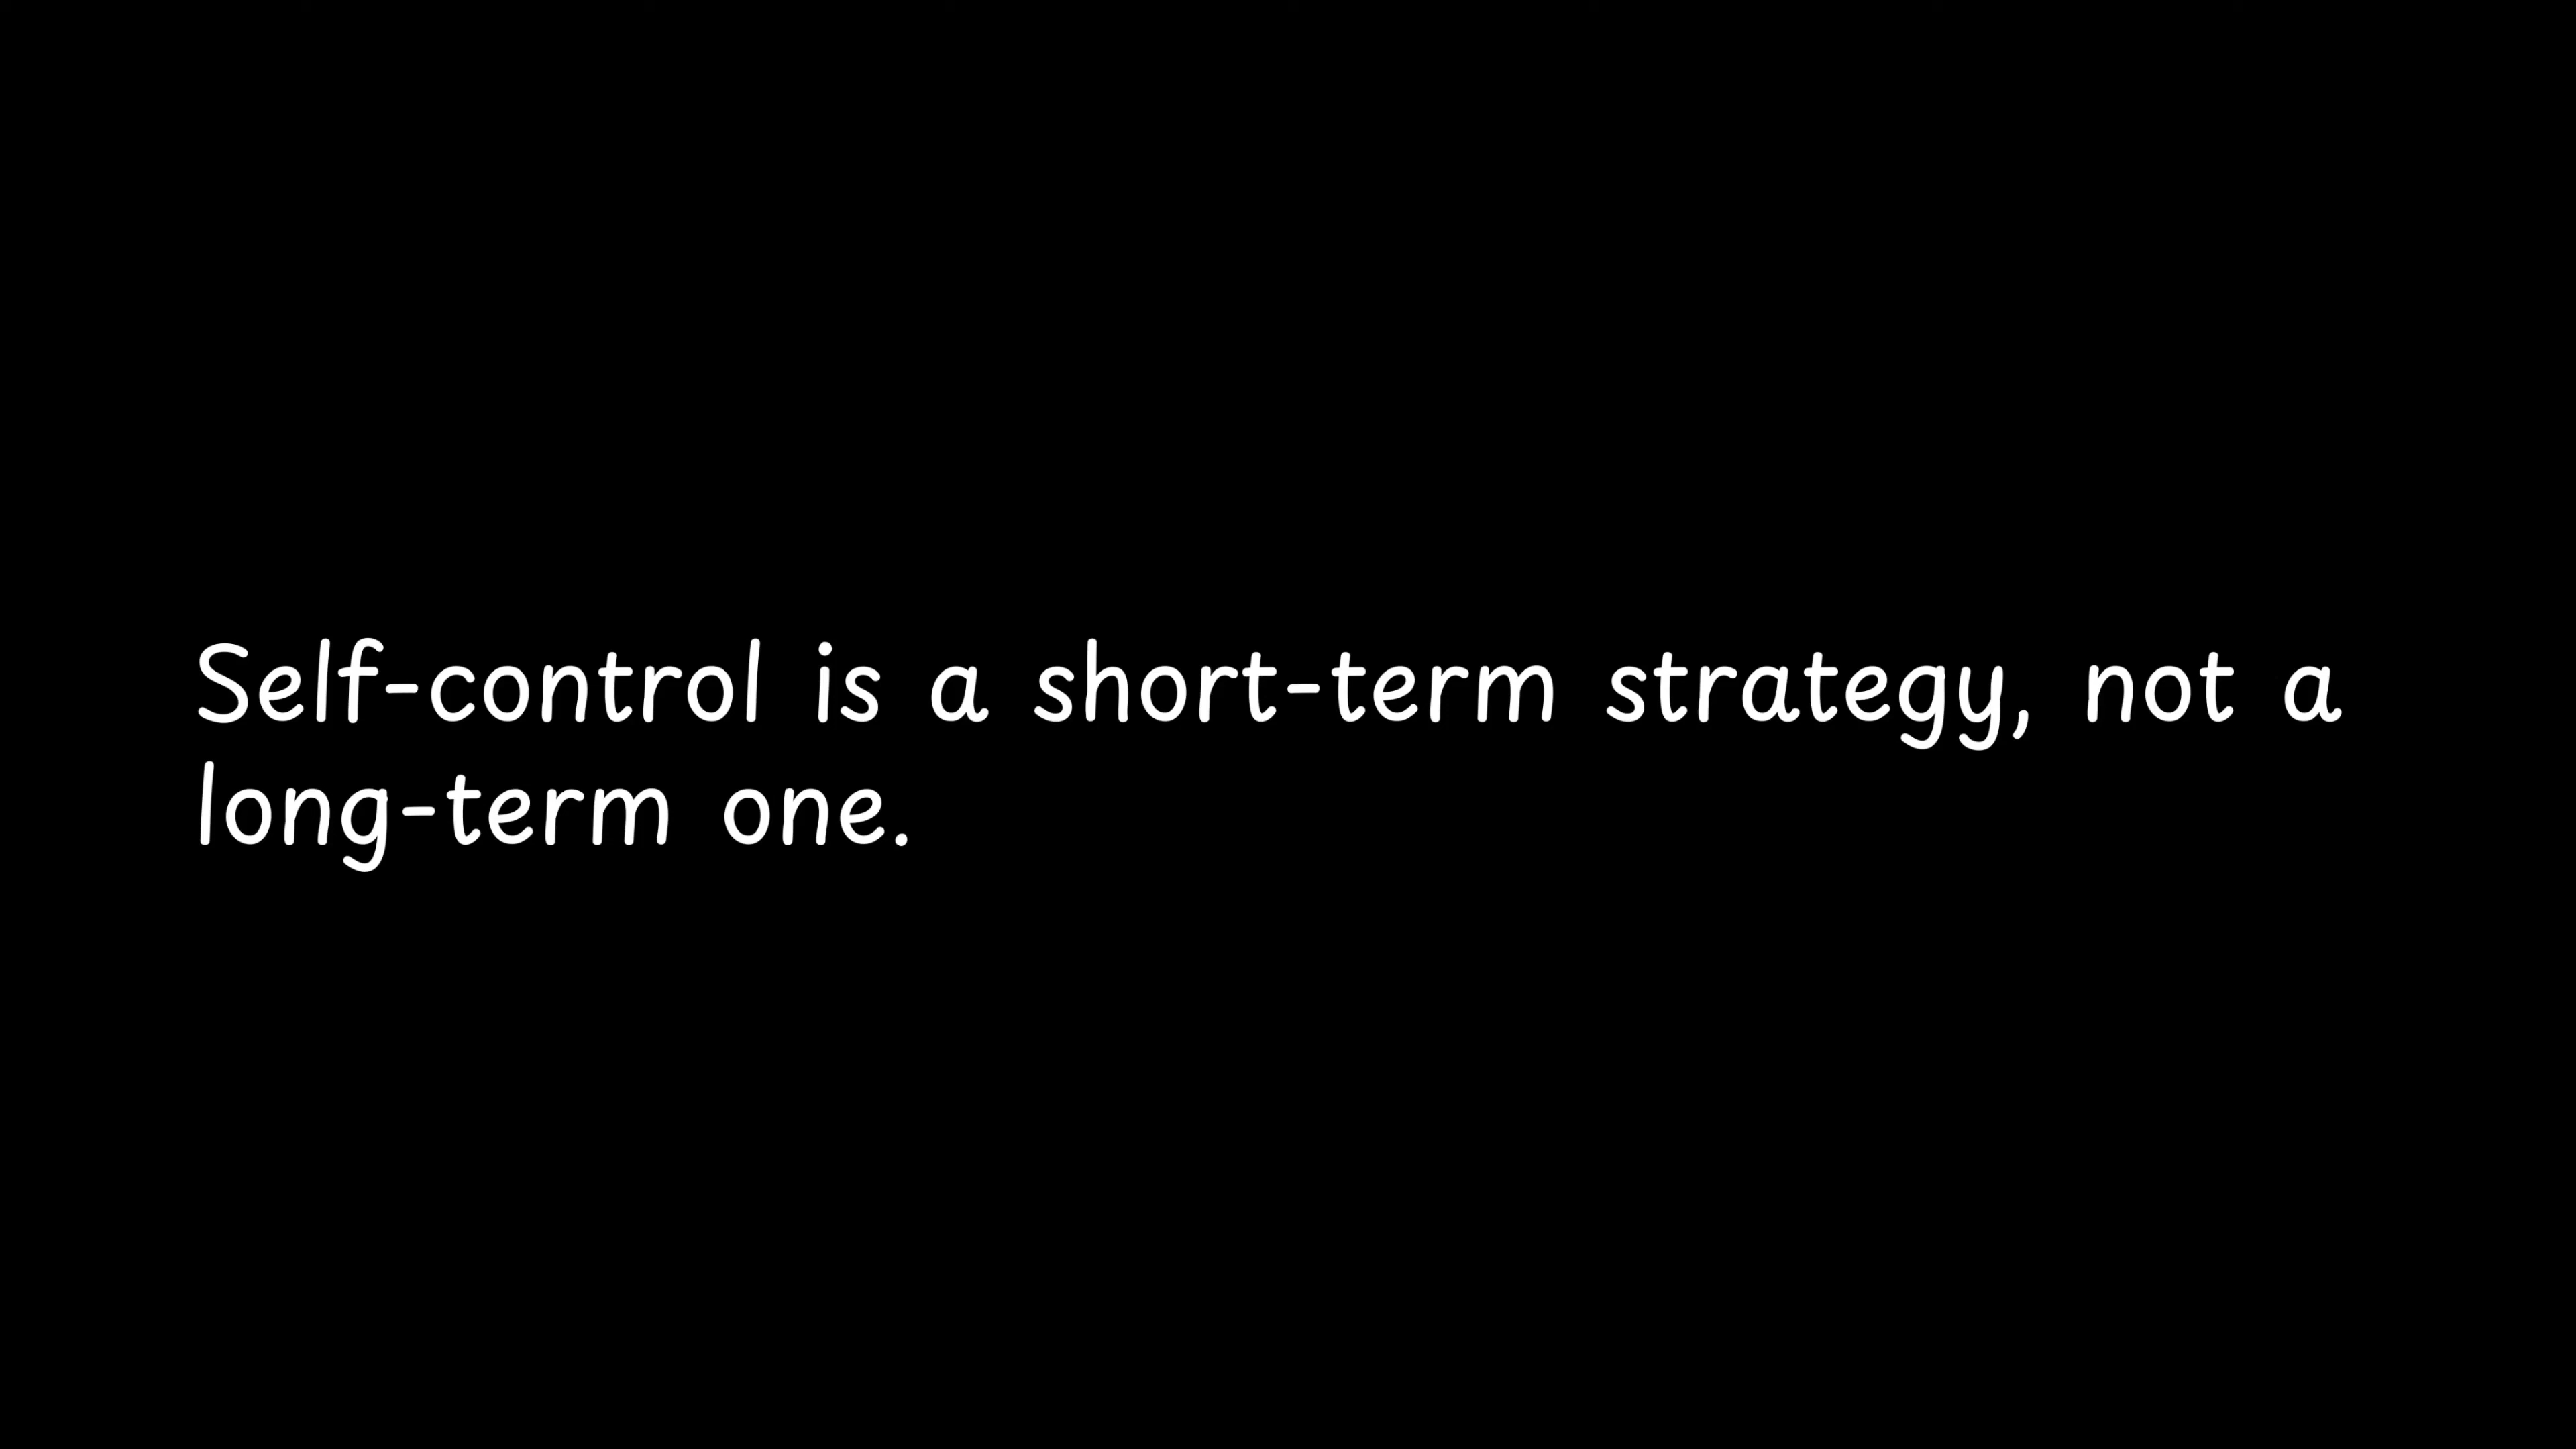 Self-control is a short-term strategy, not a
long-term one.